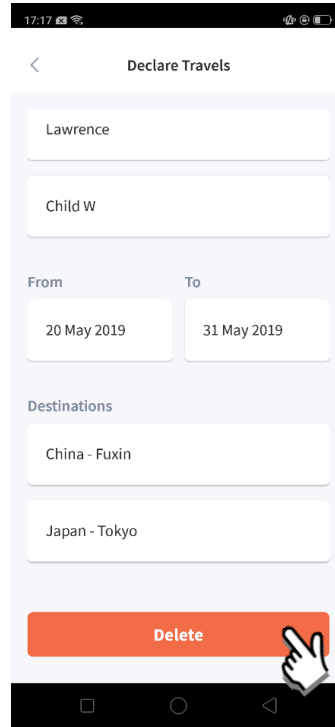 17:17
Declare Travels
Lawrence
Child W
From To
20 May 2019 31 May 2019
Destinations
China - Fuxin
Japan - Tokyo
Delete